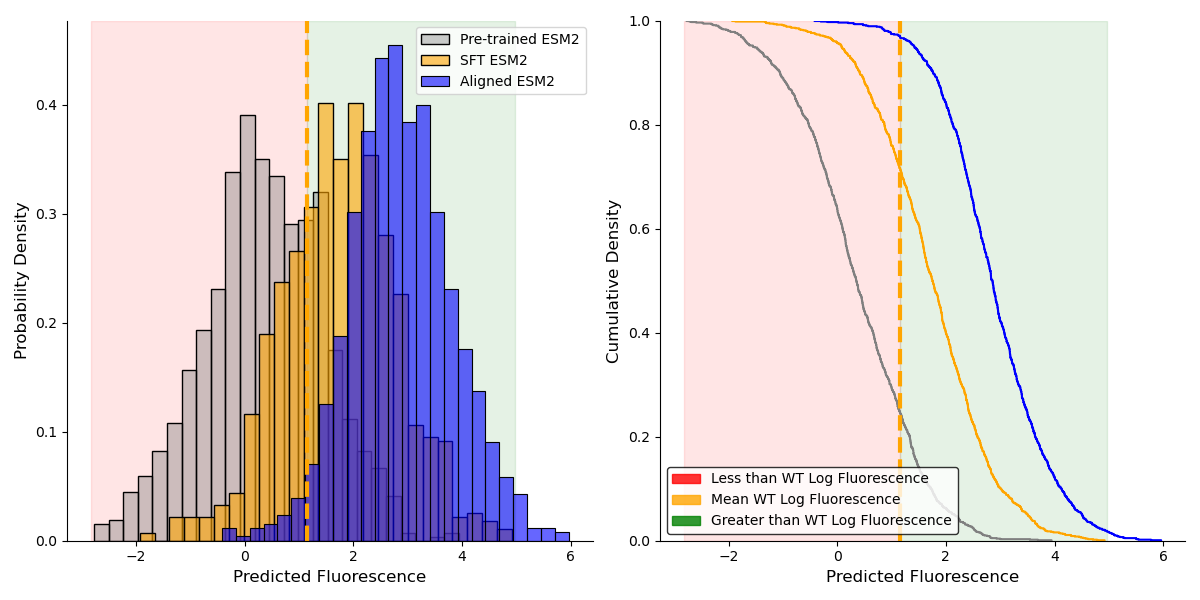 Probability Density
0.0
0.1
0.2
0.3
0.4
−2
0
2
4
6
Predicted Fluorescence
Pre-trained ESM2
SFT ESM2
Aligned ESM2
Cumulative Density
0.0
0.2
0.4
0.6
0.8
1.0
−2
0
2
4
6
Predicted Fluorescence
Less than WT Log Fluorescence
Mean WT Log Fluorescence
Greater than WT Log Fluorescence